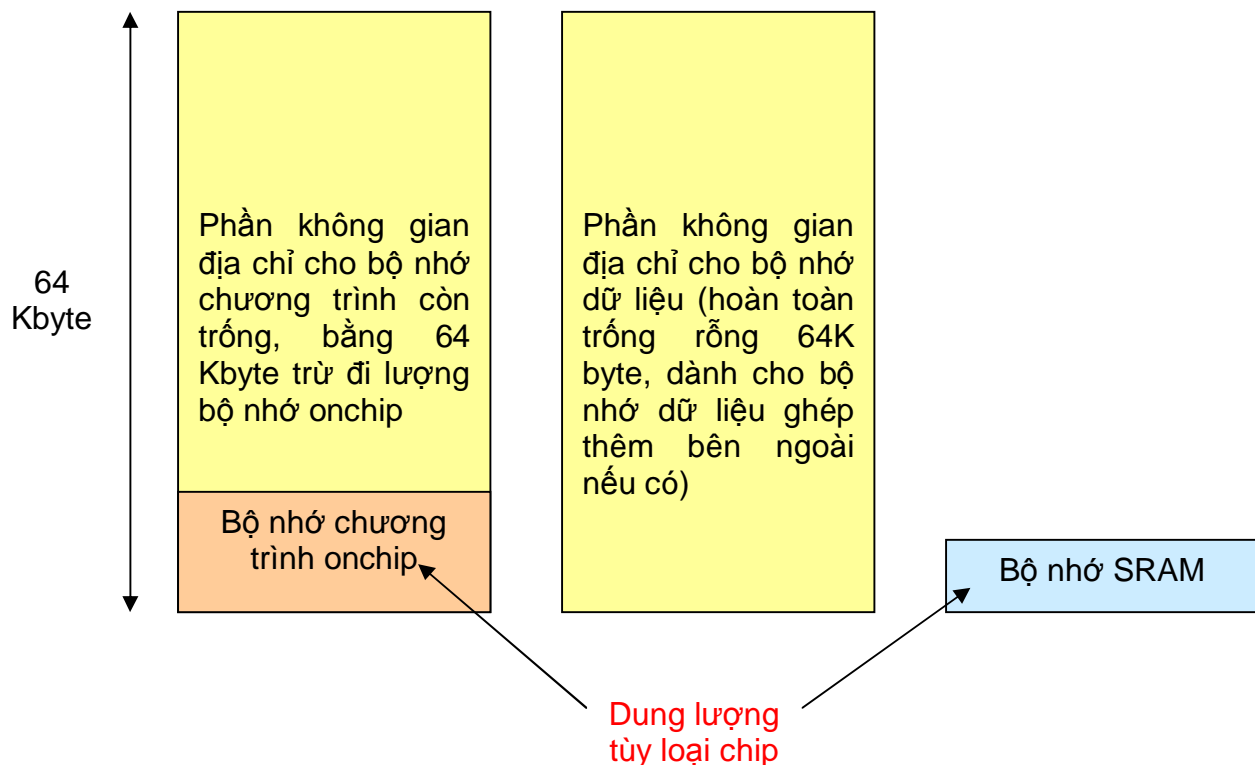 64
Kbyte
Phần không gian
địa chỉ cho bộ nhớ
chương trình còn
trống, bằng 64
Kbyte trừ đi lượng
bộ nhớ onchip
Bộ nhớ chương
trình onchip
Phần không gian
địa chỉ cho bộ nhớ
dữ liệu (hoàn toàn
trống rỗng 64K
byte, dành cho bộ
nhớ dữ liệu ghép
thêm bên ngoài
nếu có)
Bộ nhớ SRAM
Dung lượng
tùy loại chip